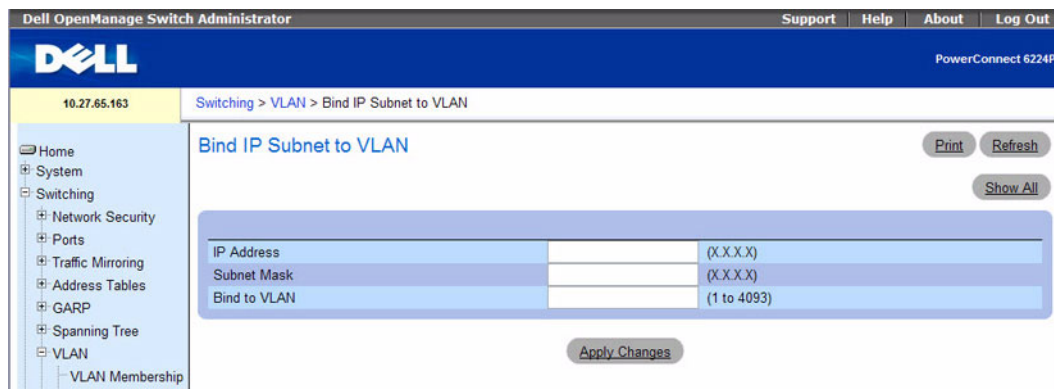 Dell OpenManage Switch Administrator Support Help About Log Out
DELL
PowerConnect 6224P
10.27.65.163
Switching > VLAN > Bind IP Subnet to VLAN
Home
System
Switching
Network Security
Ports
Traffic Mirroring
Address Tables
GARP
Spanning Tree
VLAN
VLAN Membership
Bind IP Subnet to VLAN
Print Refresh
Show All
IP Address (X.X.X.X)
Subnet Mask (X.X.X.X)
Bind to VLAN (1 to 4093)
Apply Changes